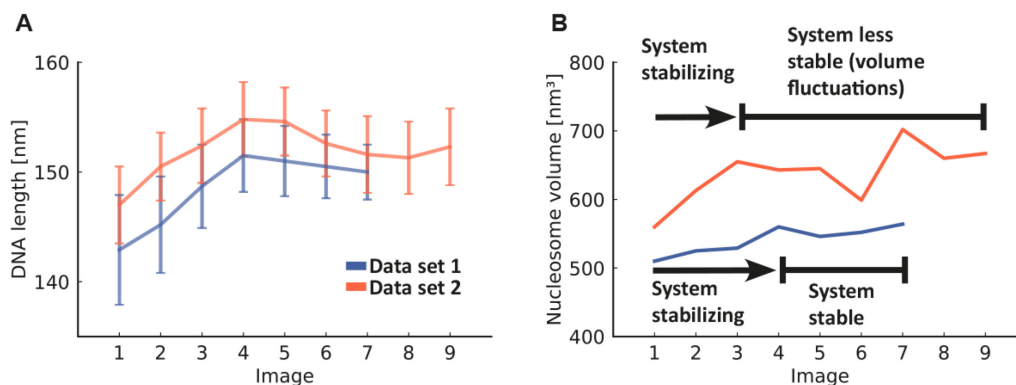 A
DNA length [nm]
160
150
140
1 2 3 4 5 6 7 8 9
Image
Data set 1
Data set 2
B
Nucleosome volume [nm³]
800
700
600
500
400
System
stabilizing
System less
stable (volume
fluctuations)
System
stabilizing
System
stable
1 2 3 4 5 6 7 8 9
Image